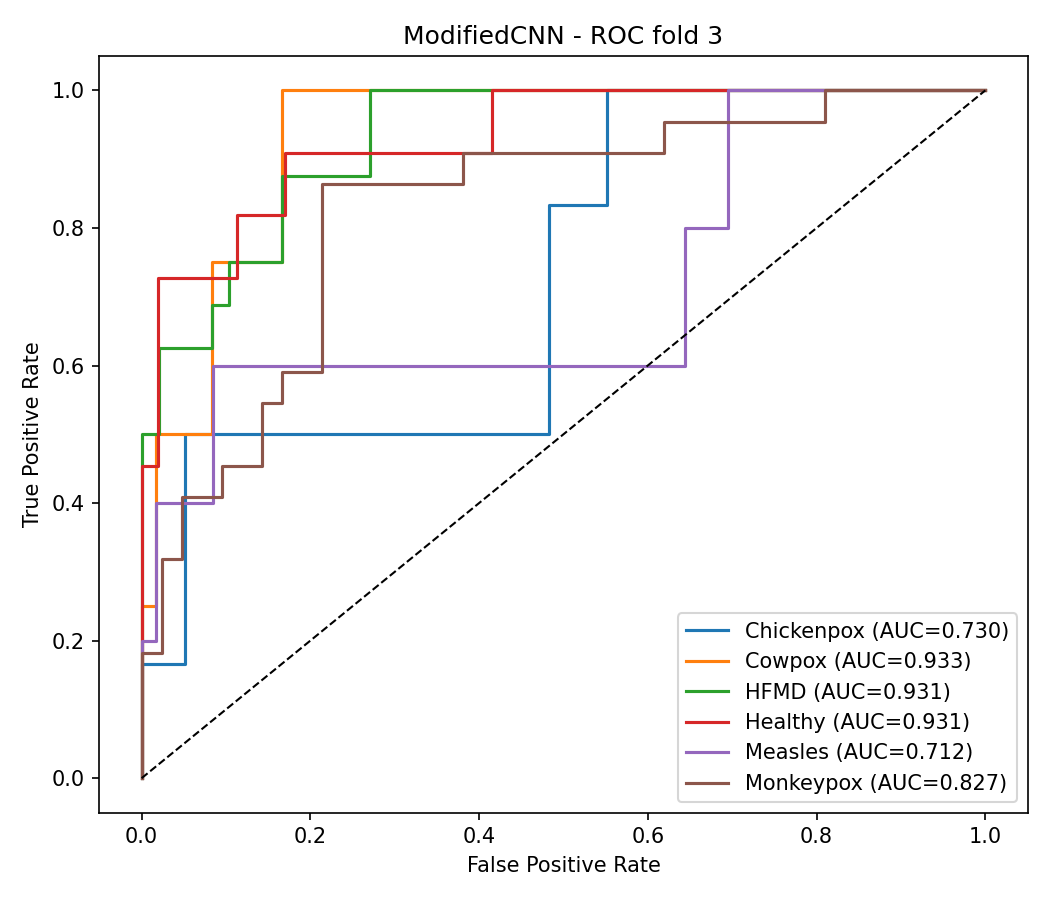 ModifiedCNN - ROC fold 3
True Positive Rate
1.0
0.8
0.6
0.4
0.2
0.0
Chickenpox (AUC=0.730)
Cowpox (AUC=0.933)
HFMD (AUC=0.931)
Healthy (AUC=0.931)
Measles (AUC=0.712)
Monkeypox (AUC=0.827)
0.0 0.2 0.4 0.6 0.8 1.0
False Positive Rate